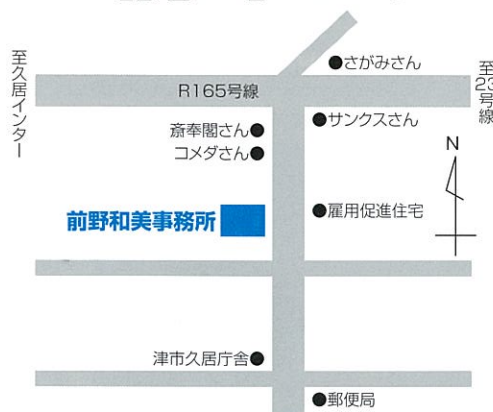 至久居インター
さがみさん
至23号線
R165号線
サンクスさん
斎奉閣さん
コメダさん
N
前野和美事務所
雇用促進住宅
津市久居庁舎
郵便局